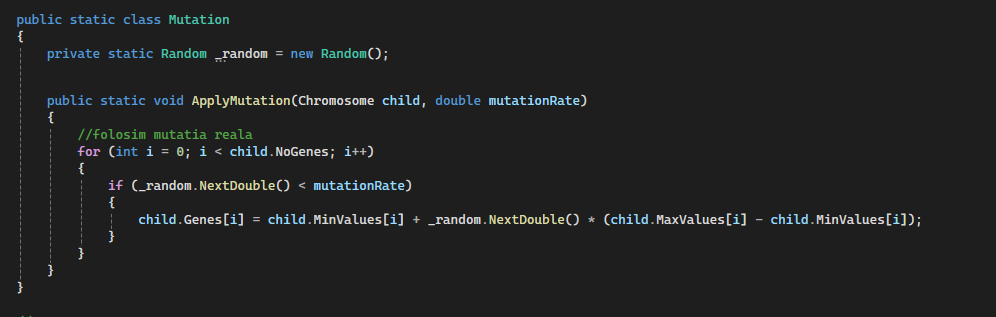 public static class Mutation
{
    private static Random _random = new Random();

    public static void ApplyMutation(Chromosome child, double mutationRate)
    {
        //folosim mutatia reala
        for (int i = 0; i < child.NoGenes; i++)
        {
            if (_random.NextDouble() < mutationRate)
            {
                child.Genes[i] = child.MinValues[i] + _random.NextDouble() * (child.MaxValues[i] - child.MinValues[i]);
            }
        }
    }
}